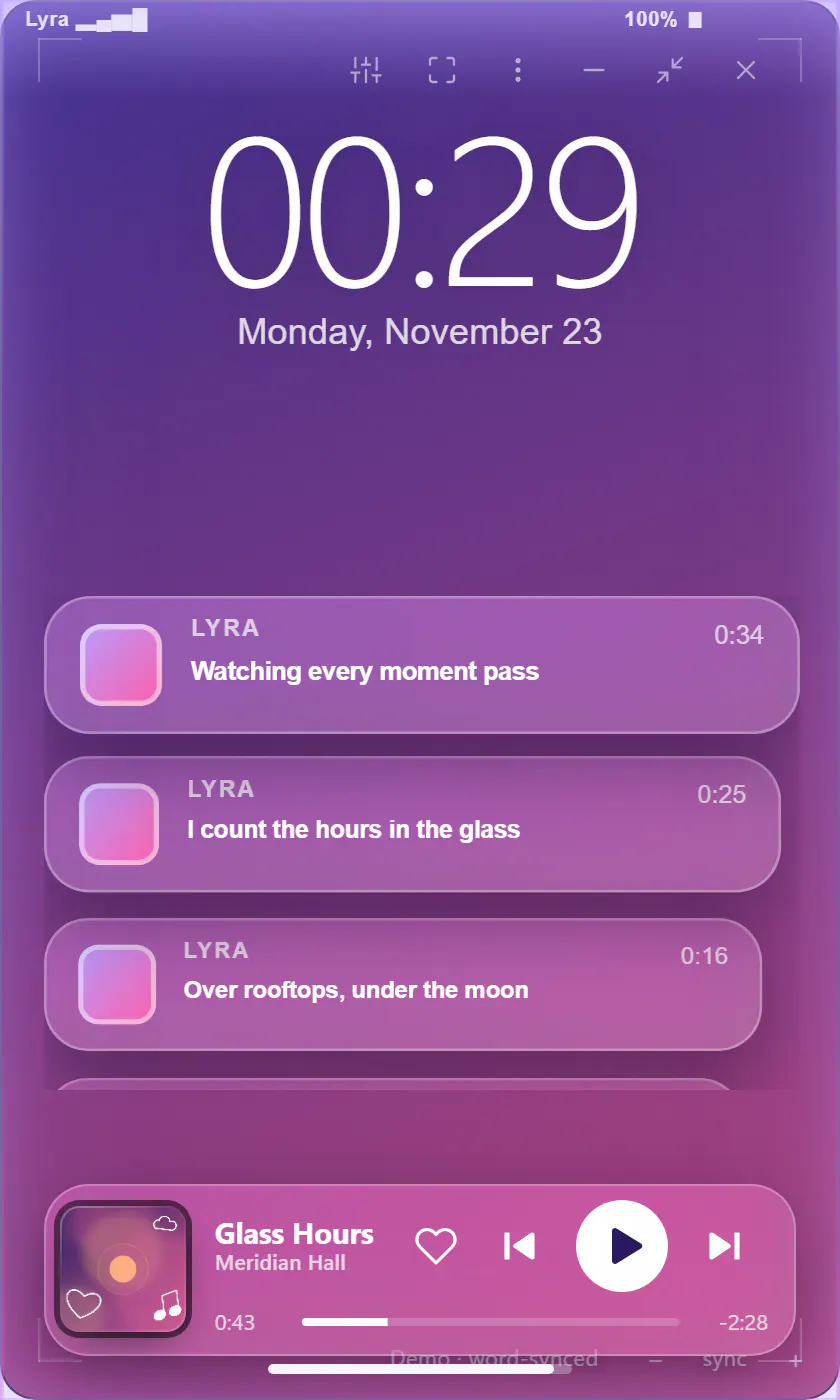 Lyra
100%
00:29
Monday, November 23
LYRA
0:34
Watching every moment pass
LYRA
0:25
I count the hours in the glass
LYRA
0:16
Over rooftops, under the moon
Glass Hours
Meridian Hall
0:43
-2:28
Demo · word-synced
− sync +